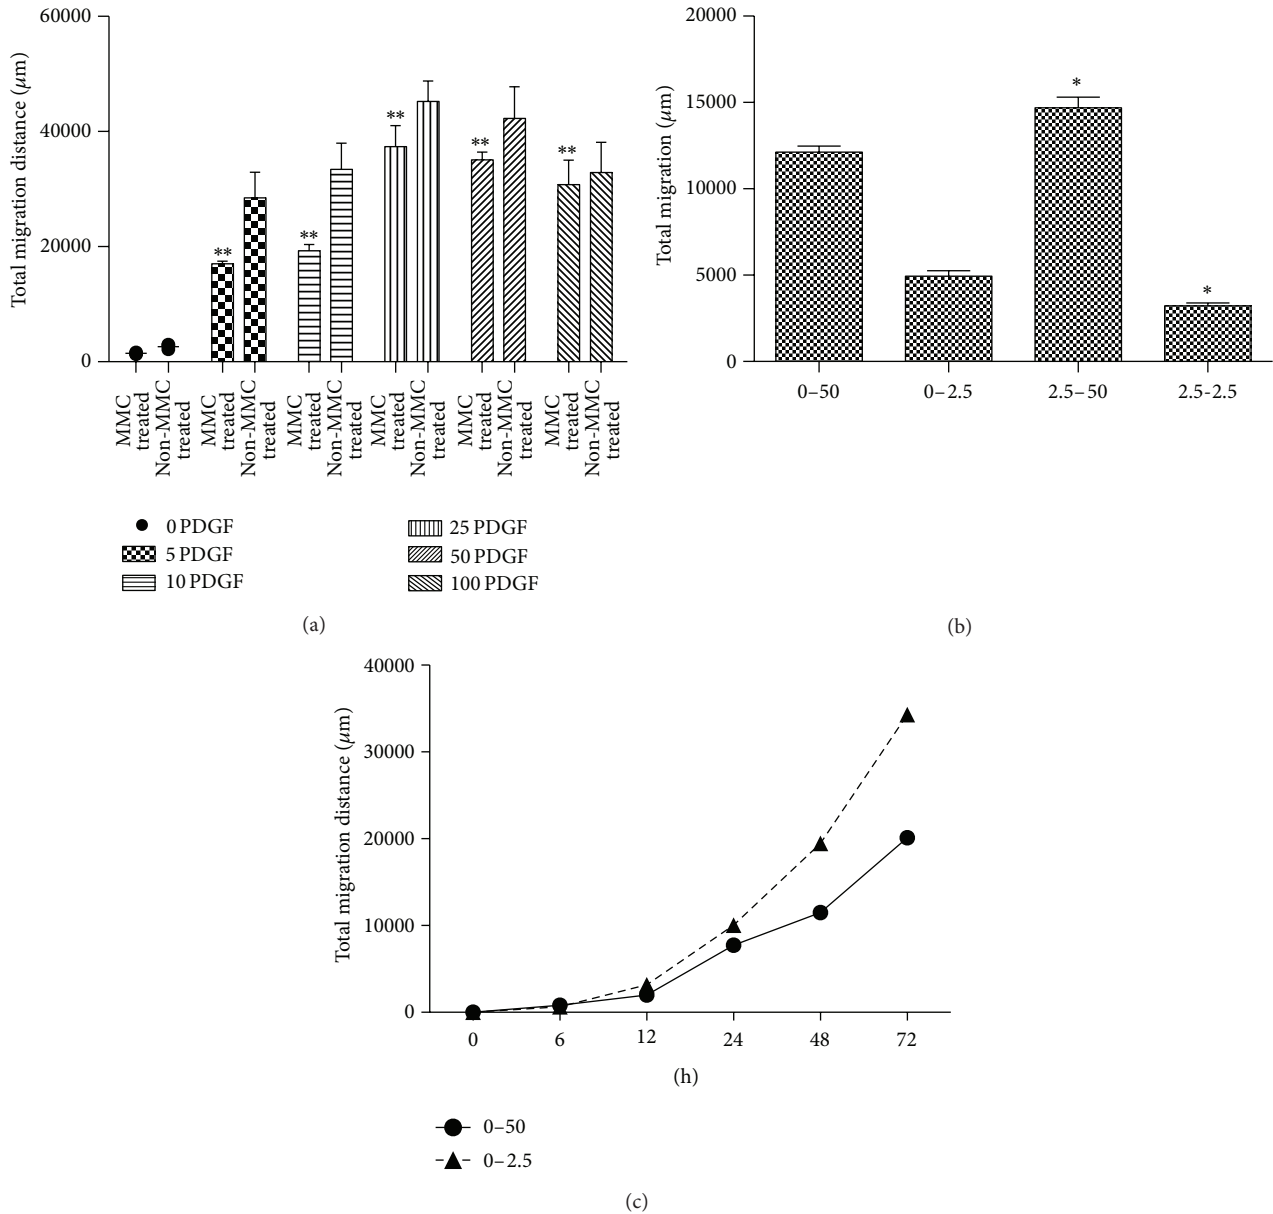 60000
40000
20000
0
Total migration distance (μm)
**
**
**
**
**
MMC
treated
Non-MMC
treated
MMC
treated
Non-MMC
treated
MMC
treated
Non-MMC
treated
MMC
treated
Non-MMC
treated
MMC
treated
Non-MMC
treated
MMC
treated
Non-MMC
treated
0 PDGF
5 PDGF
10 PDGF
25 PDGF
50 PDGF
100 PDGF
(a)
20000
15000
10000
5000
0
Total migration (μm)
*
*
0–50
0–2.5
2.5–50
2.5-2.5
(b)
40000
30000
20000
10000
0
Total migration distance (μm)
0
6
12
24
48
72
(h)
0–50
0–2.5
(c)